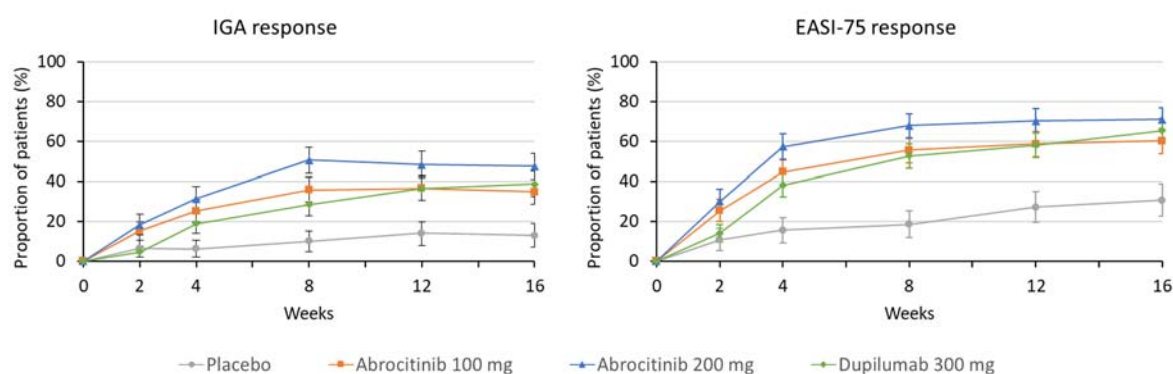 IGA response
Proportion of patients (%)
100
80
60
40
20
0
0 2 4 8 12 16
Weeks
EASI-75 response
Proportion of patients (%)
100
80
60
40
20
0
0 2 4 8 12 16
Weeks
Placebo Abrocitinib 100 mg Abrocitinib 200 mg Dupilumab 300 mg